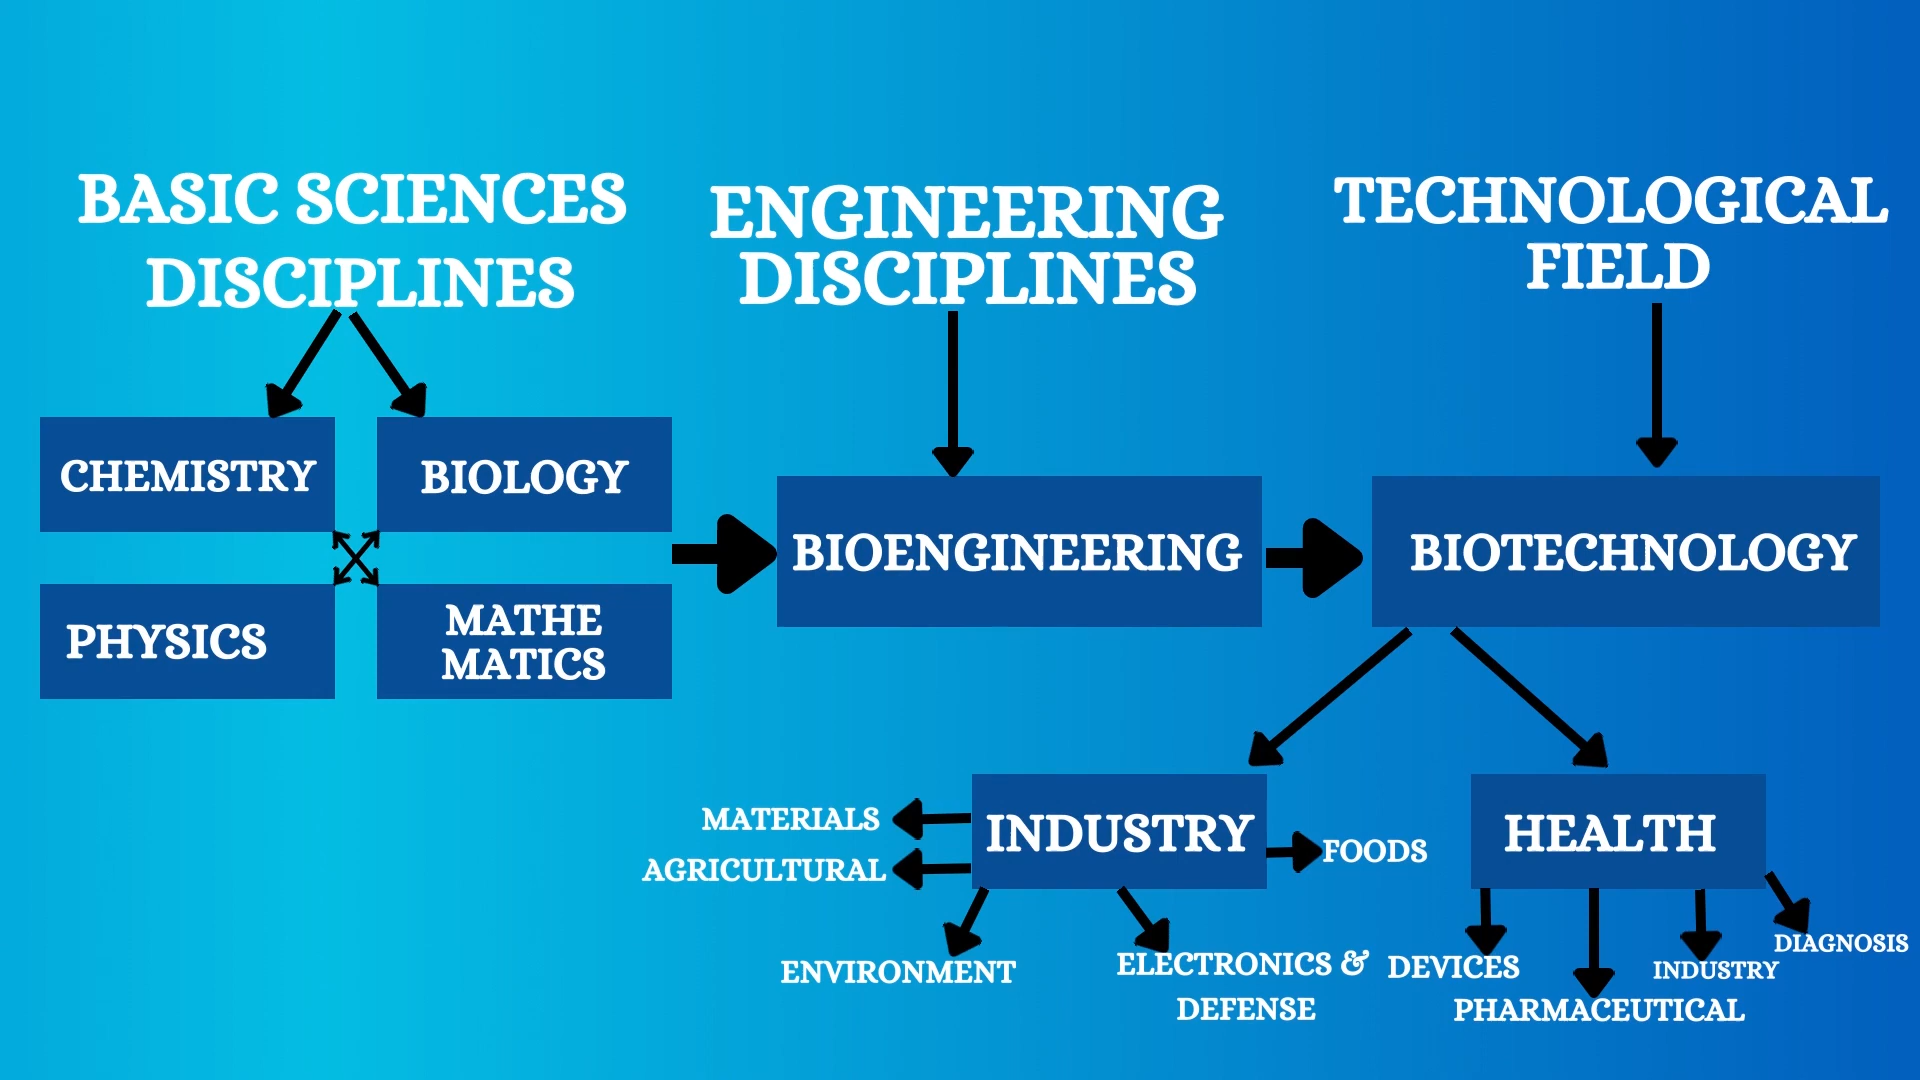 BASIC SCIENCES
DISCIPLINES
ENGINEERING
DISCIPLINES
TECHNOLOGICAL
FIELD
CHEMISTRY
BIOLOGY
PHYSICS
MATHE
MATICS
BIOENGINEERING
BIOTECHNOLOGY
INDUSTRY
HEALTH
MATERIALS
AGRICULTURAL
FOODS
ENVIRONMENT
ELECTRONICS &
DEFENSE
DEVICES
PHARMACEUTICAL
INDUSTRY
DIAGNOSIS